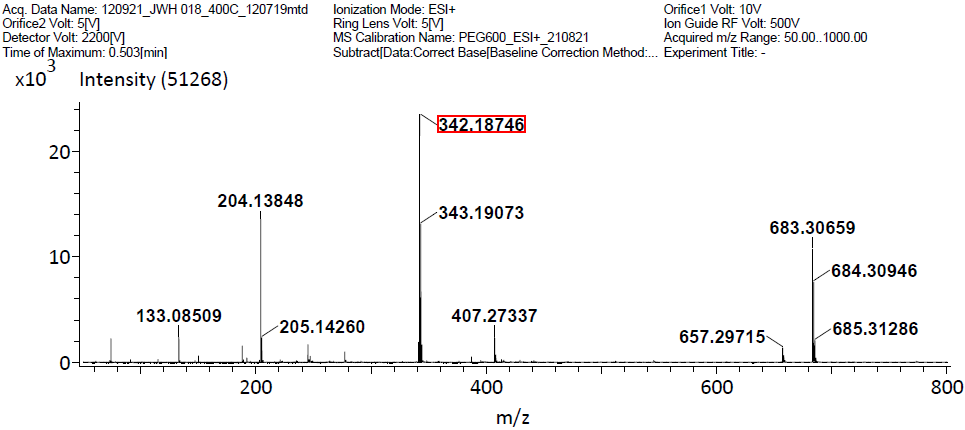 Acq. Data Name: 120921_JWH 018_400C_120719mtd Ionization Mode: ESI+ Orifice1 Volt: 10V
Orifice2 Volt: 5[V] Ring Lens Volt: 5[V] Ion Guide RF Volt: 500V
Detector Volt: 2200[V] MS Calibration Name: PEG600_ESI+_210821 Acquired m/z Range: 50.00..1000.00
Time of Maximum: 0.503[min] Subtract[Data:Correct Base[Baseline Correction Method:... Experiment Title: -
x10³ Intensity (51268)
342.18746
20
204.13848
343.19073
683.30659
684.30946
10
133.08509
205.14260
407.27337
657.29715
685.31286
0
200 400 600 800
m/z